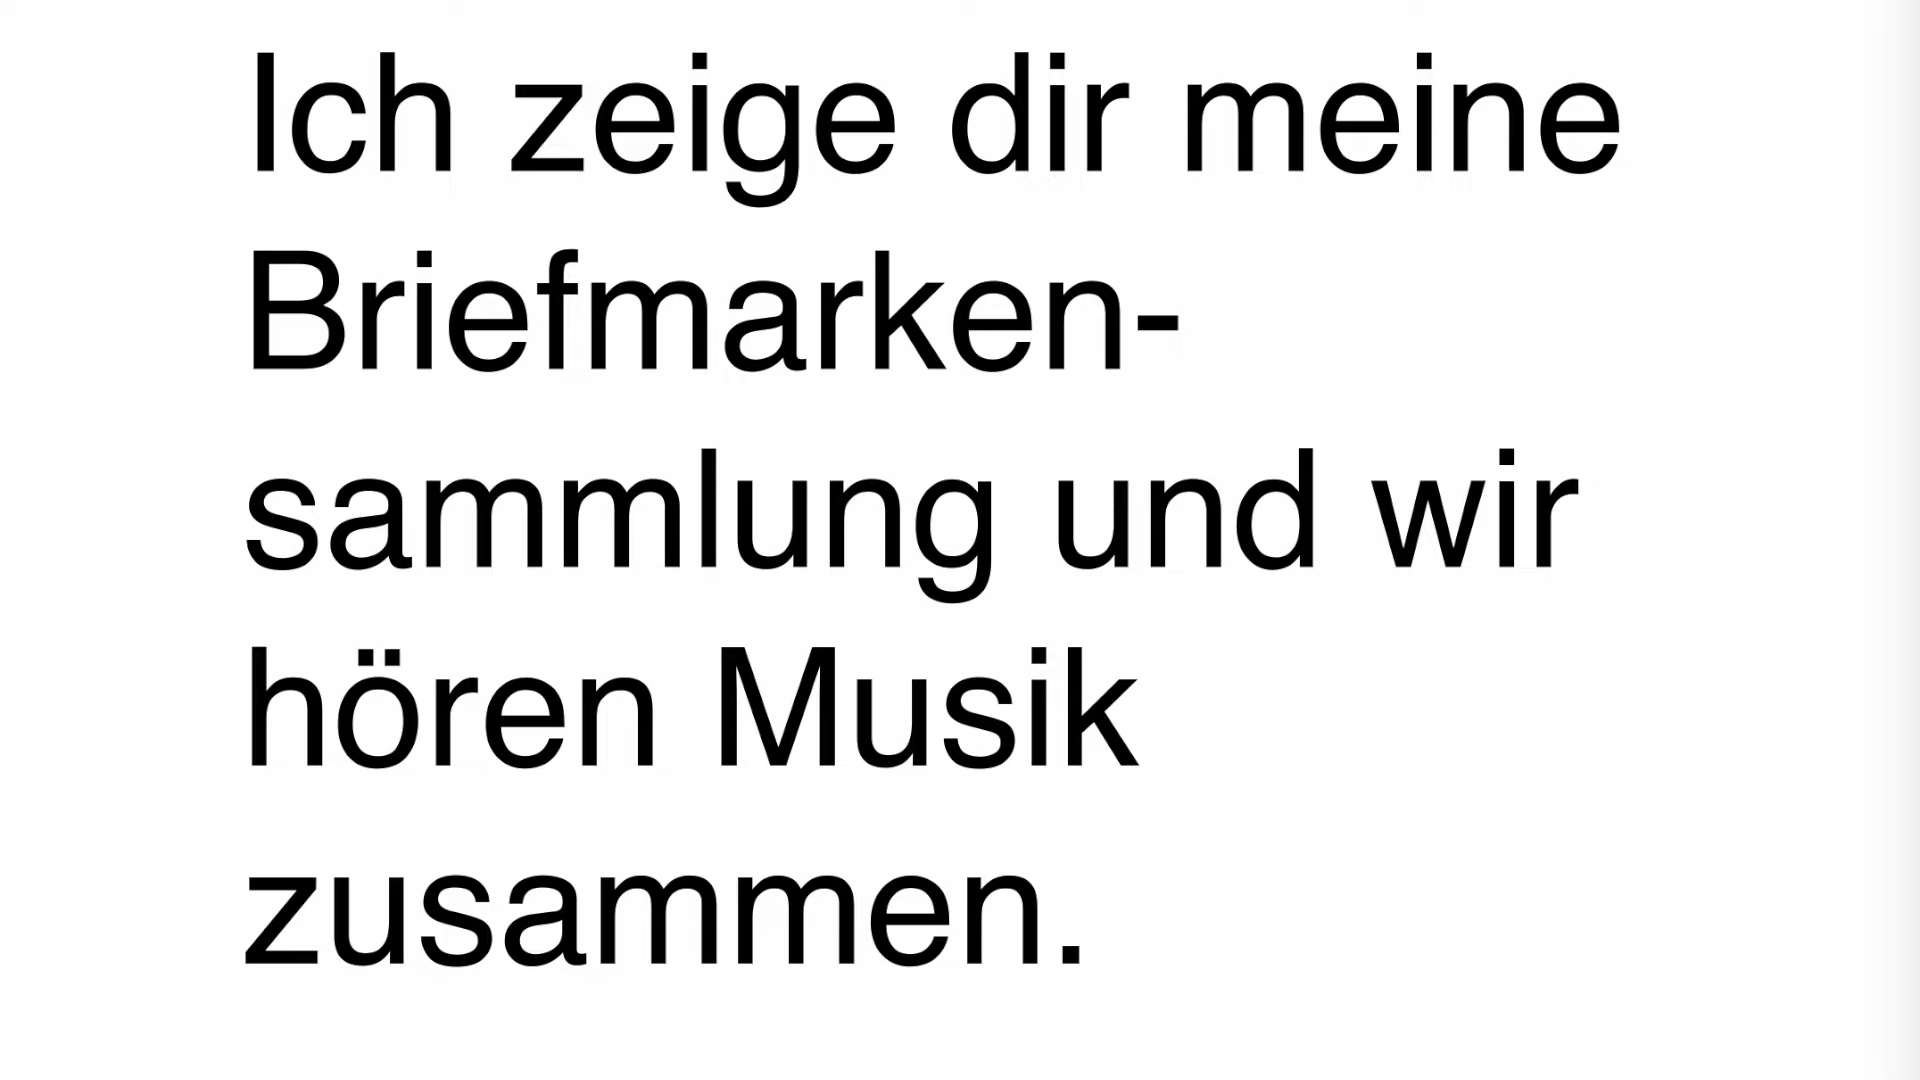 Ich zeige dir meine
Briefmarken-
sammlung und wir
hören Musik
zusammen.